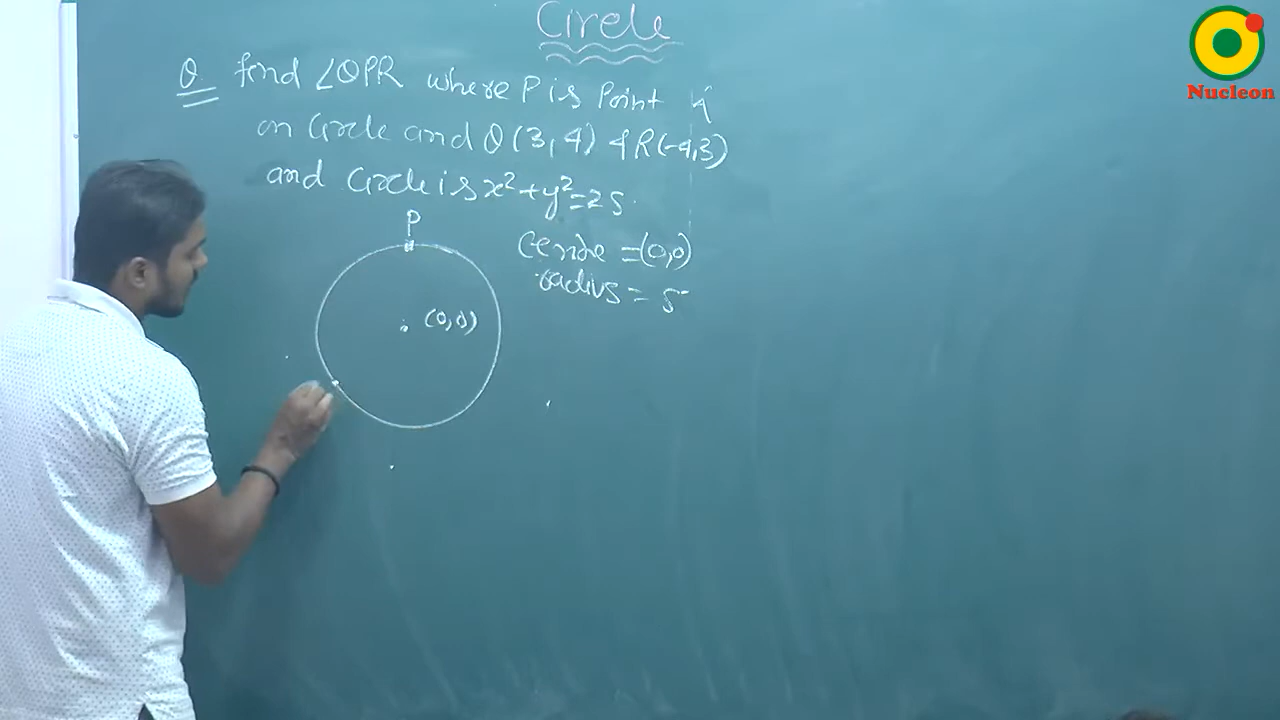 Circle
Q. find ∠QPR where P is Point
on Circle and Q(3,4) & R(-4,3)
and Circle is x²+y²=25.
P
Centre =(0,0)
radius = 5
(0,0)
Nucleon